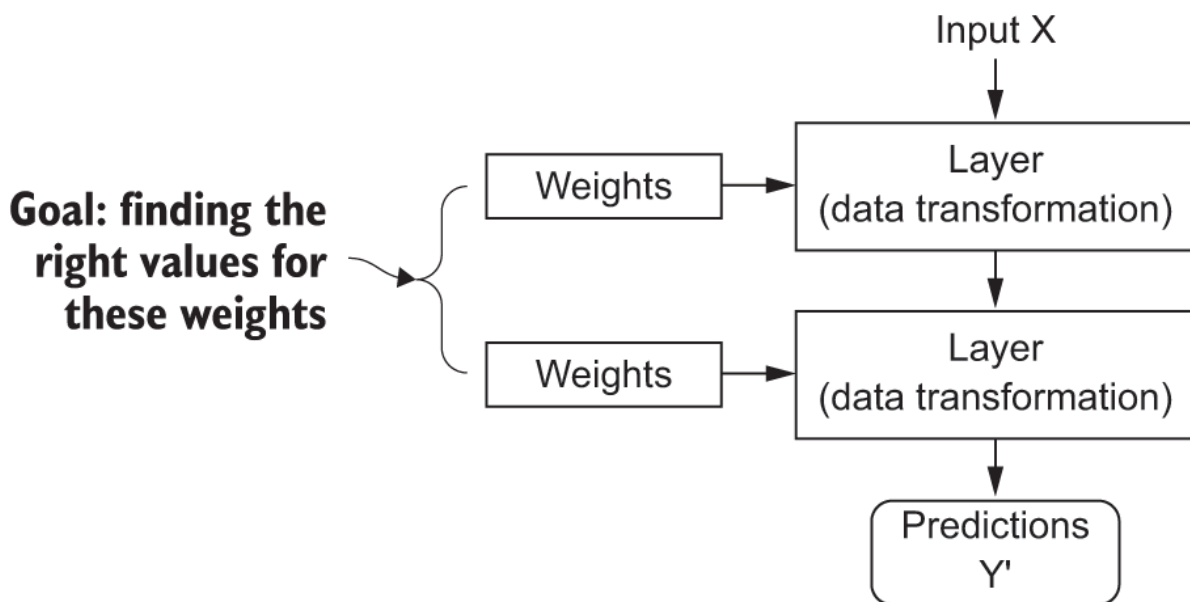 Input X
Weights
Layer
(data transformation)
Goal: finding the
right values for
these weights
Weights
Layer
(data transformation)
Predictions
Y'